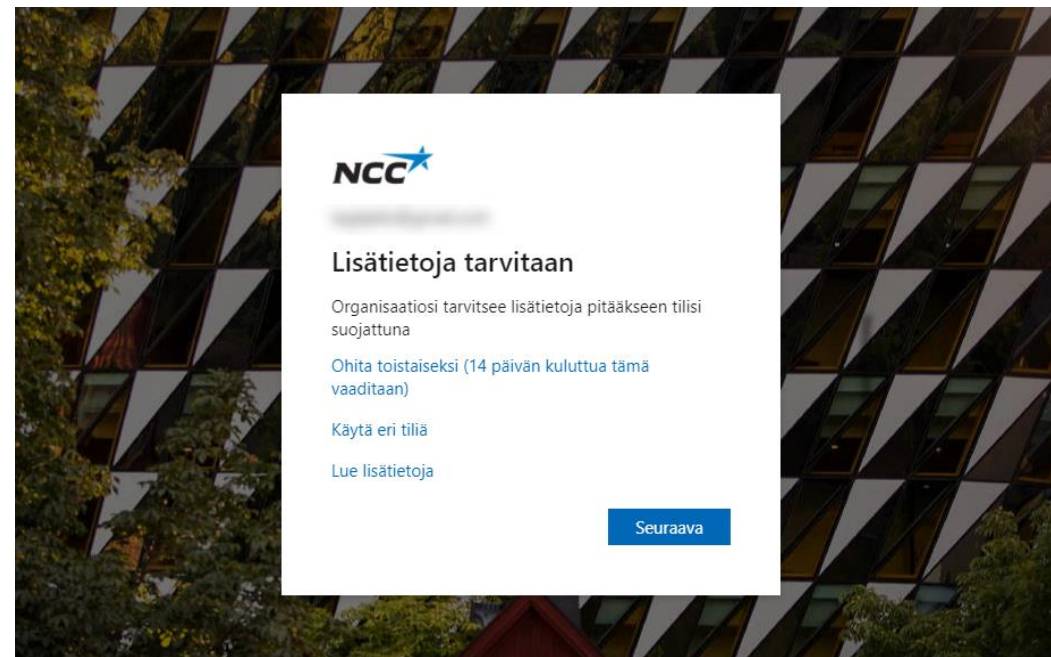 NCC
Lisätietoja tarvitaan
Organisaatiosi tarvitsee lisätietoja pitääkseen tilisi
suojattuna
Ohita toistaiseksi (14 päivän kuluttua tämä
vaaditaan)
Käytä eri tiliä
Lue lisätietoja
Seuraava